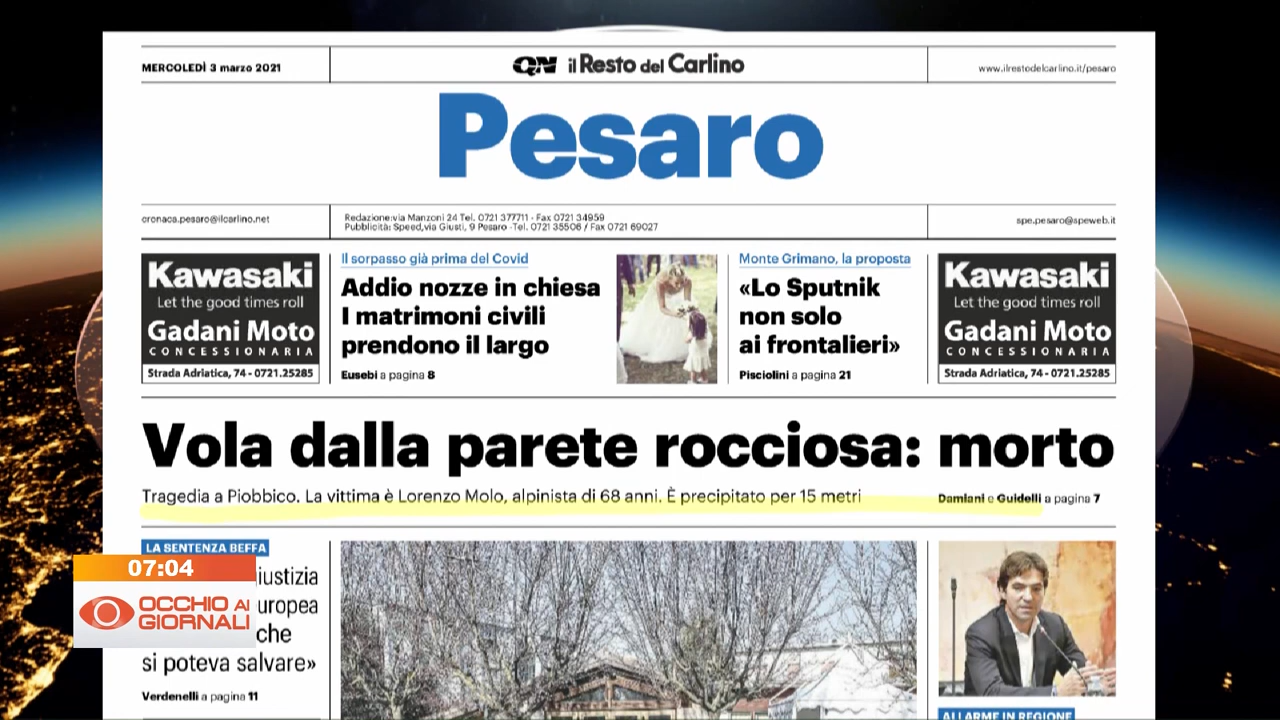 MERCOLEDÌ 3 marzo 2021
QN il Resto del Carlino
www.ilrestodelcarlino.it/pesaro
Pesaro
cronaca.pesaro@ilcarlino.net
Redazione:via Manzoni 24 Tel. 0721 377711 - Fax 0721 34959
Pubblicità: Speed,via Giusti, 9 Pesaro -Tel. 0721 35506 / Fax 0721 69027
spe.pesaro@speweb.it
Kawasaki
Let the good times roll
Gadani Moto
CONCESSIONARIA
Strada Adriatica, 74 - 0721.25285
Il sorpasso già prima del Covid
Addio nozze in chiesa
I matrimoni civili
prendono il largo
Eusebi a pagina 8
Monte Grimano, la proposta
«Lo Sputnik
non solo
ai frontalieri»
Pisciolini a pagina 21
Kawasaki
Let the good times roll
Gadani Moto
CONCESSIONARIA
Strada Adriatica, 74 - 0721.25285
Vola dalla parete rocciosa: morto
Tragedia a Piobbico. La vittima è Lorenzo Molo, alpinista di 68 anni. È precipitato per 15 metri
Damiani e Guidelli a pagina 7
LA SENTENZA BEFFA
iustizia
uropea
che
si poteva salvare»
Verdenelli a pagina 11
07:04
OCCHIO AI
GIORNALI
ALLARME IN REGIONE